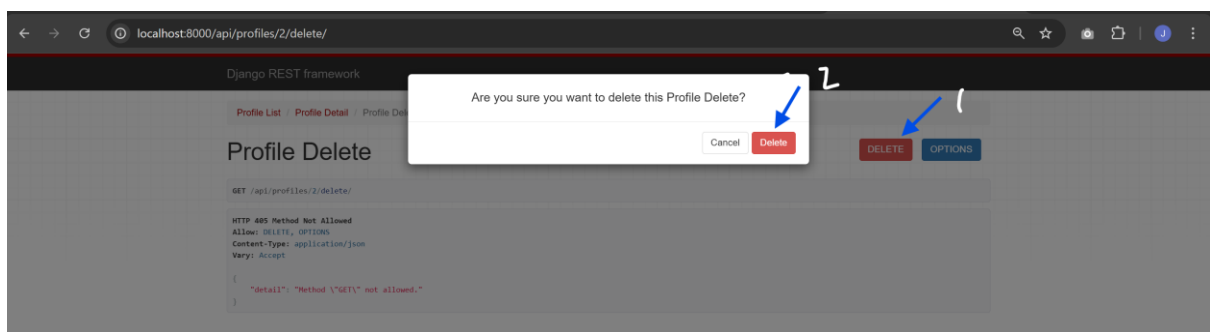 localhost:8000/api/profiles/2/delete/
J
Django REST framework
2
Are you sure you want to delete this Profile Delete?
1
Profile List / Profile Detail / Profile Del
Cancel
Delete
Profile Delete
DELETE
OPTIONS
GET /api/profiles/2/delete/
HTTP 405 Method Not Allowed
Allow: DELETE, OPTIONS
Content-Type: application/json
Vary: Accept
{
"detail": "Method \"GET\" not allowed."
}